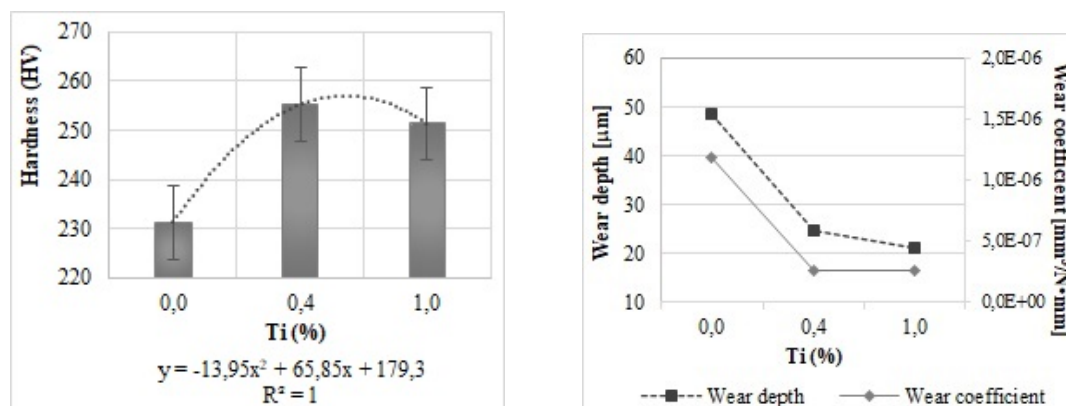 Hardness (HV)
270
260
250
240
230
220
0,0
0,4
1,0
Ti (%)
y = -13,95x² + 65,85x + 179,3
R² = 1
Wear depth [µm]
60
50
40
30
20
10
0,0
0,4
1,0
Ti (%)
2,0E-06
1,5E-06
1,0E-06
5,0E-07
0,0E+00
Wear coefficient [mm³/N•mm]
Wear depth
Wear coefficient